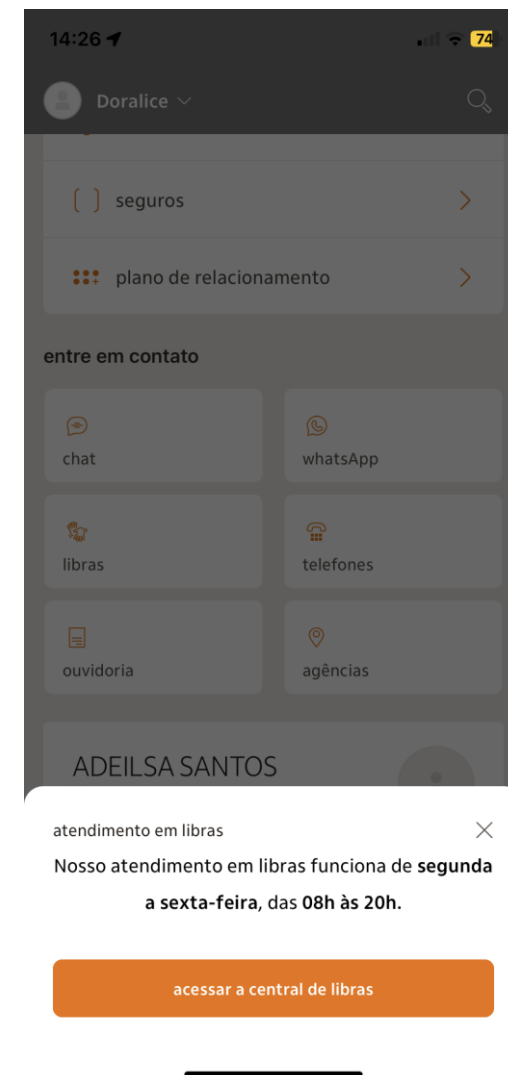 14:26
74
Doralice
seguros
plano de relacionamento
entre em contato
chat
whatsApp
libras
telefones
ouvidoria
agências
ADEILSA SANTOS
atendimento em libras
Nosso atendimento em libras funciona de segunda
a sexta-feira, das 08h às 20h.
acessar a central de libras